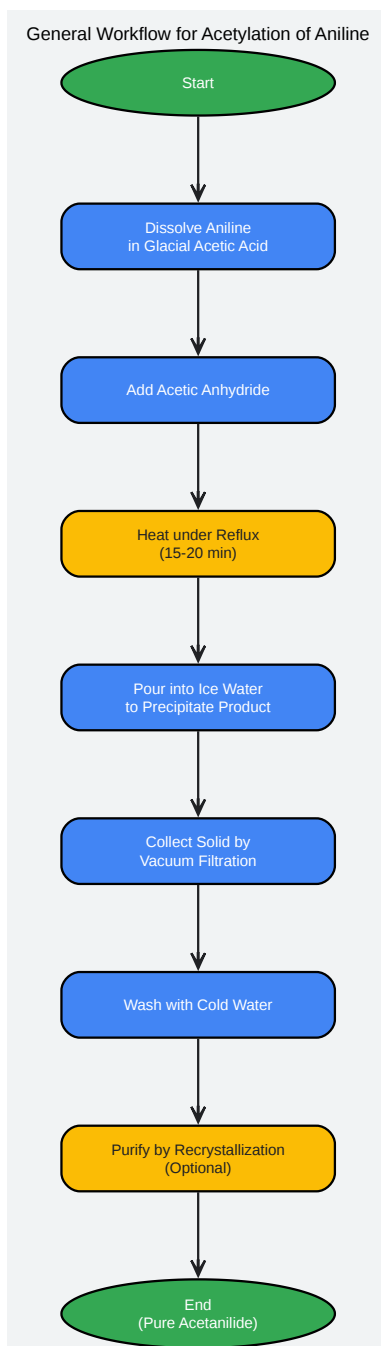 General Workflow for Acetylation of Aniline
Start
Dissolve Aniline
in Glacial Acetic Acid
Add Acetic Anhydride
Heat under Reflux
(15-20 min)
Pour into Ice Water
to Precipitate Product
Collect Solid by
Vacuum Filtration
Wash with Cold Water
Purify by Recrystallization
(Optional)
End
(Pure Acetanilide)